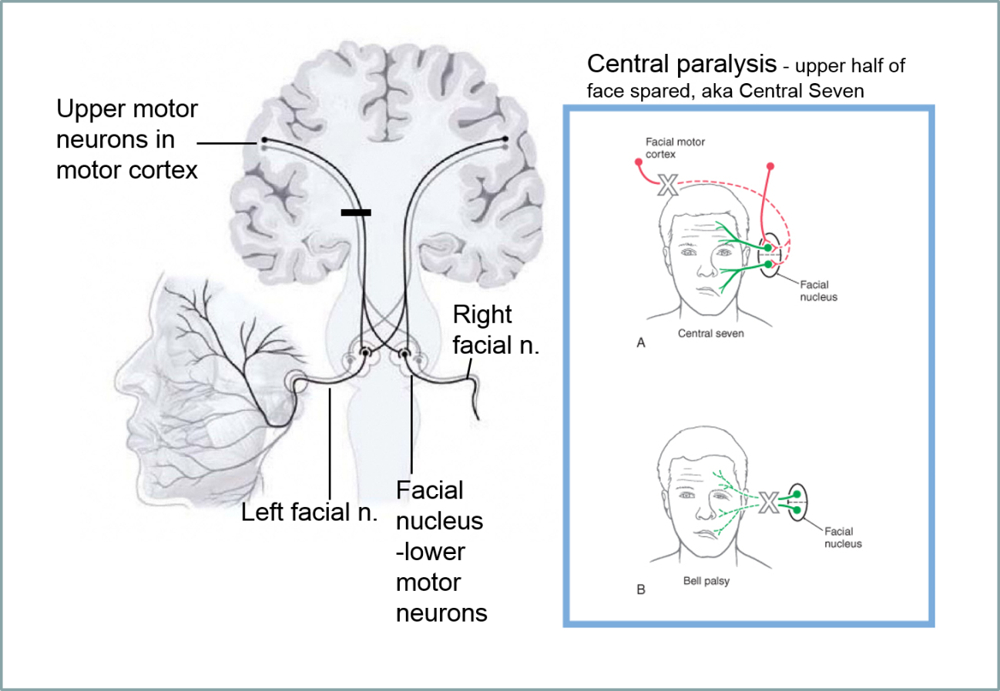 Central paralysis - upper half of
face spared, aka Central Seven
Upper motor
neurons in
motor cortex
Right
facial n.
Left facial n.
Facial
nucleus
-lower
motor
neurons
Facial motor
cortex
X
Facial
nucleus
Central seven
A
X
Facial
nucleus
Bell palsy
B